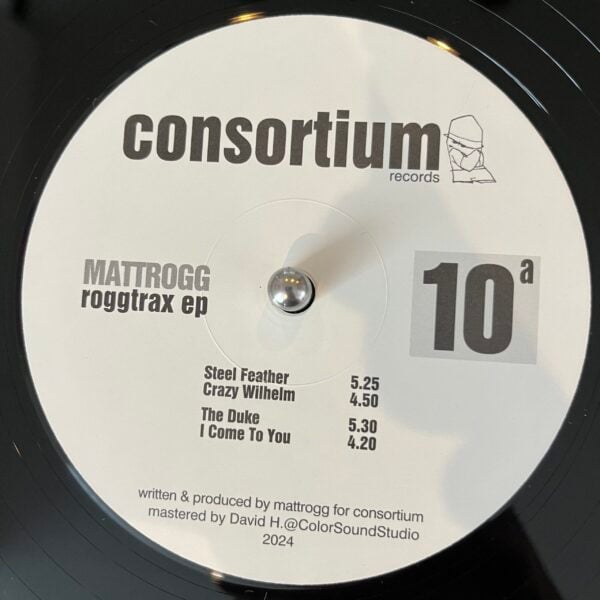 consortium
records
MATTROGG
roggtrax ep
10a
Steel Feather 5.25
Crazy Wilhelm 4.50
The Duke 5.30
I Come To You 4.20
written & produced by mattrogg for consortium
mastered by David H.@ColorSoundStudio
2024